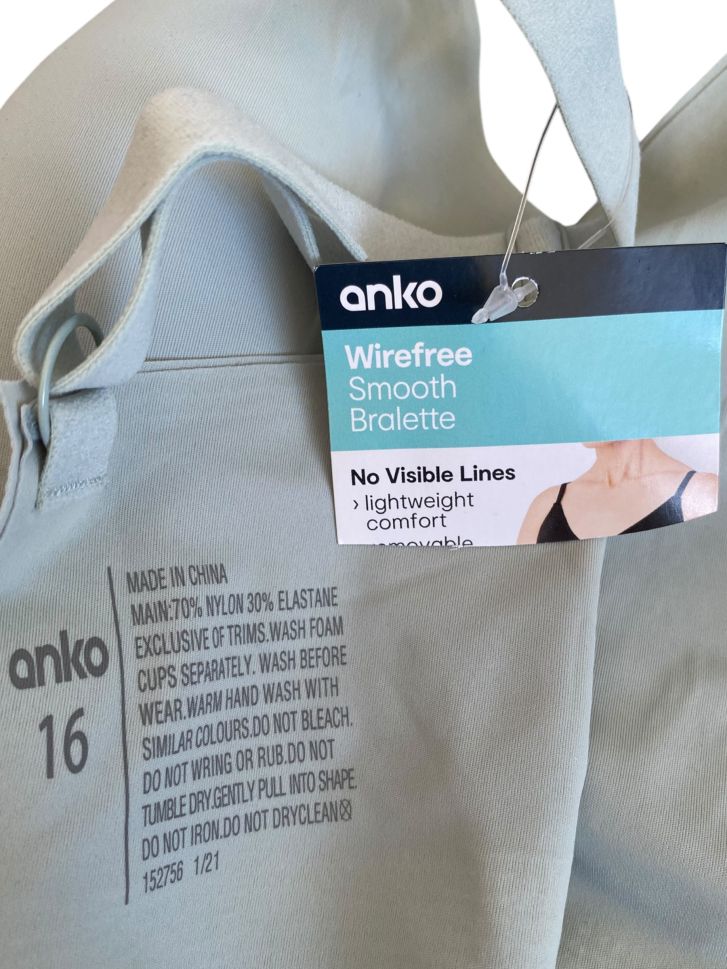 anko
Wirefree
Smooth
Bralette
No Visible Lines
› lightweight
comfort
removable
anko
16
MADE IN CHINA
MAIN:70% NYLON 30% ELASTANE
EXCLUSIVE OF TRIMS.WASH FOAM
CUPS SEPARATELY. WASH BEFORE
WEAR.WARM HAND WASH WITH
SIMILAR COLOURS.DO NOT BLEACH.
DO NOT WRING OR RUB.DO NOT
TUMBLE DRY.GENTLY PULL INTO SHAPE.
DO NOT IRON.DO NOT DRYCLEAN
152756 1/21